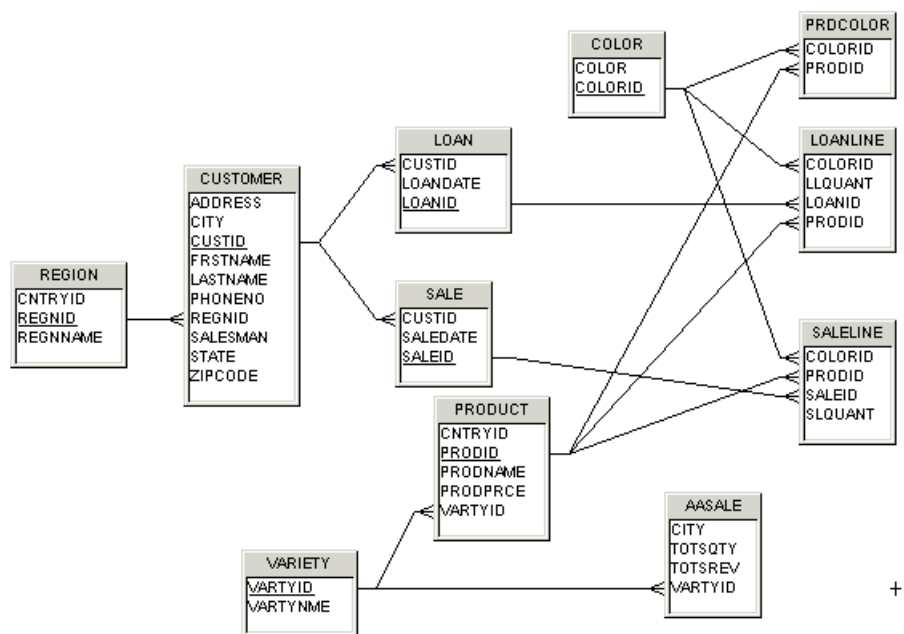 PRDCOLOR
COLORID
PRODID
COLOR
COLOR
COLORID
LOANLINE
COLORID
LLQUANT
LOANID
PRODID
LOAN
CUSTID
LOANDATE
LOANID
CUSTOMER
ADDRESS
CITY
CUSTID
FRSTNAME
LASTNAME
PHONENO
REGNID
SALESMAN
STATE
ZIPCODE
REGION
CNTRYID
REGNID
REGNNAME
SALE
CUSTID
SALEDATE
SALEID
SALELINE
COLORID
PRODID
SALEID
SLQUANT
PRODUCT
CNTRYID
PRODID
PRODNAME
PRODPRCE
VARTYID
AASALE
CITY
TOTSQTY
TOTSREV
VARTYID
VARIETY
VARTYID
VARTYNME
+